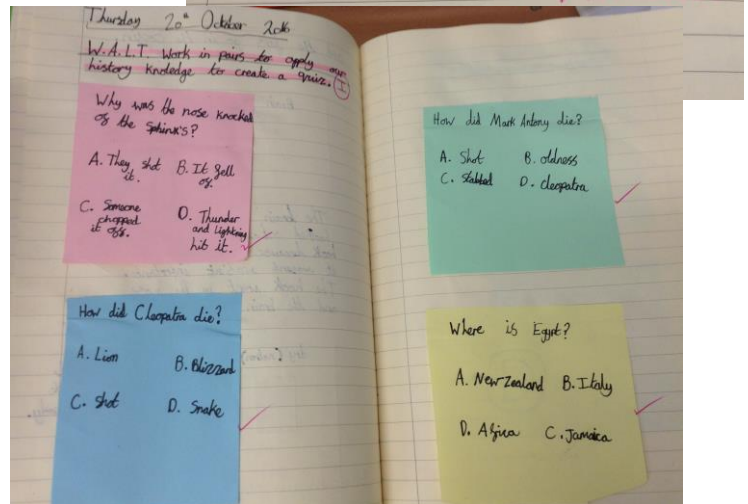 Thursday 20th October 2016
W.A.L.T. Work in pairs to apply our
history knoledge to create a quiz. I
Why was the nose knocked
of the Sphinx's?
A. They shot it.
B. It fell of.
C. Someone chopped it off.
D. Thunder and lightning hit it.
How did Cleopatra die?
A. Lion B. Blizzard
C. Shot D. Snake
How did Mark Antony die?
A. Shot B. oldness
C. Stabbed D. cleopatra
Where is Egypt?
A. New Zealand B. Italy
D. Africa C. Jamaica